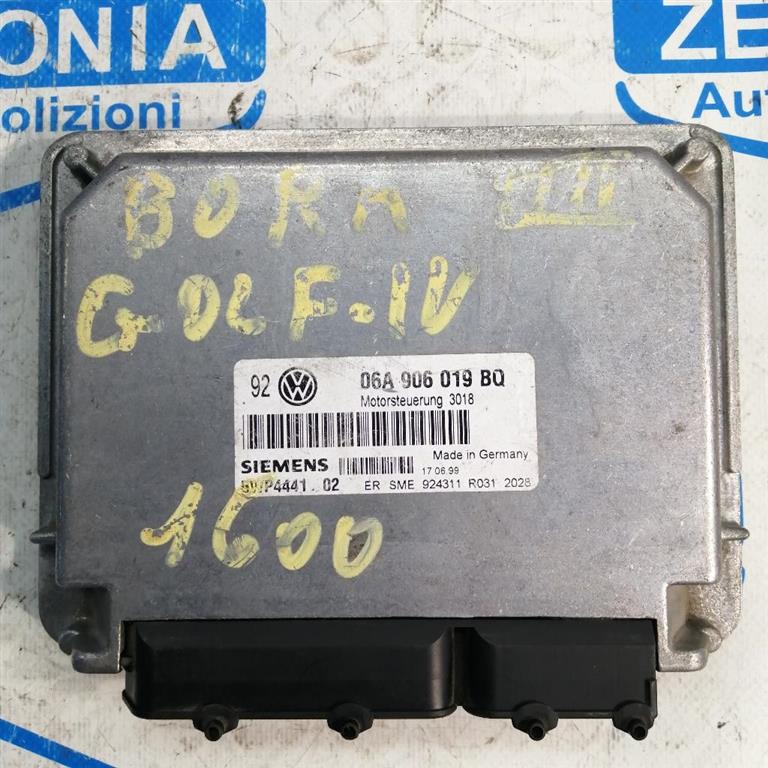 ONIA
ZE
olizioni
Aut
BORA III
GOLF.IV
92 06A 906 019 BQ
Motorsteuerung 3018
Made in Germany
SIEMENS 17 06.99
5WP4441 02 ER SME 924311 R031 2028
1600